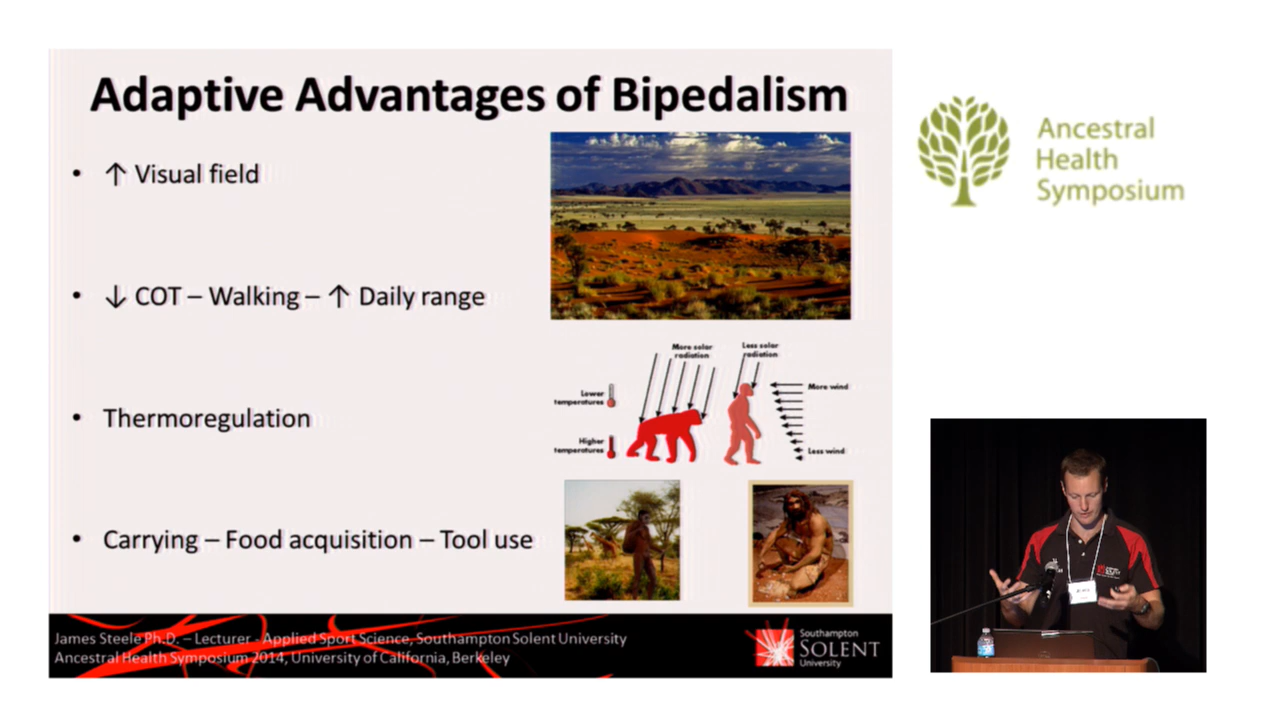 Adaptive Advantages of Bipedalism
• ↑ Visual field
• ↓ COT – Walking – ↑ Daily range
• Thermoregulation
• Carrying – Food acquisition – Tool use
More solar
radiation
Less solar
radiation
Lower
temperatures
Higher
temperatures
More wind
Less wind
James Steele Ph.D. – Lecturer - Applied Sport Science, Southampton Solent University
Ancestral Health Symposium 2014, University of California, Berkeley
Southampton
SOLENT
University
Ancestral
Health
Symposium